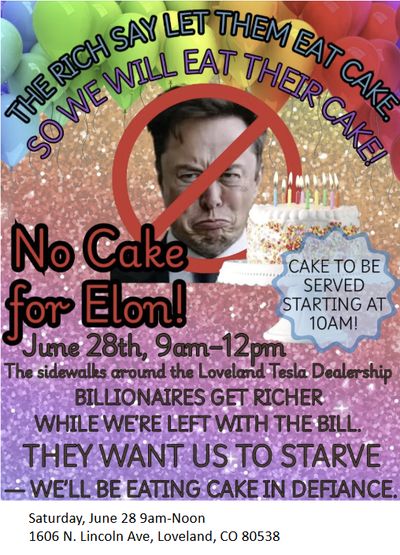 THE RICH SAY LET THEM EAT CAKE,
SO WE WILL EAT THEIR CAKE!
No Cake
for Elon!
CAKE TO BE
SERVED
STARTING AT
10AM!
June 28th, 9am-12pm
The sidewalks around the Loveland Tesla Dealership
BILLIONAIRES GET RICHER
WHILE WE'RE LEFT WITH THE BILL.
THEY WANT US TO STARVE
— WE'LL BE EATING CAKE IN DEFIANCE.
Saturday, June 28 9am-Noon
1606 N. Lincoln Ave, Loveland, CO 80538